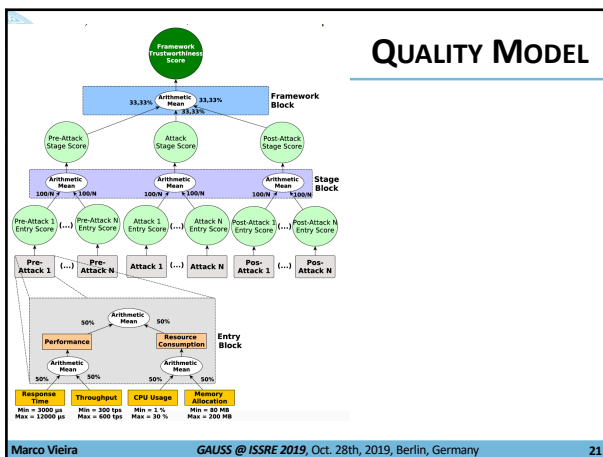 QUALITY MODEL
Framework
Trustworthiness
Score
Arithmetic
Mean
33,33%
33,33%
33,33%
Framework
Block
Pre-Attack
Stage Score
Attack
Stage Score
Post-Attack
Stage Score
Arithmetic
Mean
Arithmetic
Mean
Arithmetic
Mean
Stage
Block
100/N
100/N
100/N
100/N
100/N
100/N
Pre-Attack 1
Entry Score
(...)
Pre-Attack N
Entry Score
Attack 1
Entry Score
(...)
Attack N
Entry Score
Post-Attack 1
Entry Score
(...)
Post-Attack N
Entry Score
Pre-
Attack 1
(...)
Pre-
Attack N
Attack 1
(...)
Attack N
Pos-
Attack 1
(...)
Pos-
Attack N
Arithmetic
Mean
50%
50%
Performance
Resource
Consumption
Entry
Block
Arithmetic
Mean
Arithmetic
Mean
50%
50%
50%
50%
Response
Time
Throughput
CPU Usage
Memory
Allocation
Min = 3000 µs
Max = 12000 µs
Min = 300 tps
Max = 600 tps
Min = 1 %
Max = 30 %
Min = 80 MB
Max = 200 MB
Marco Vieira
GAUSS @ ISSRE 2019, Oct. 28th, 2019, Berlin, Germany
21